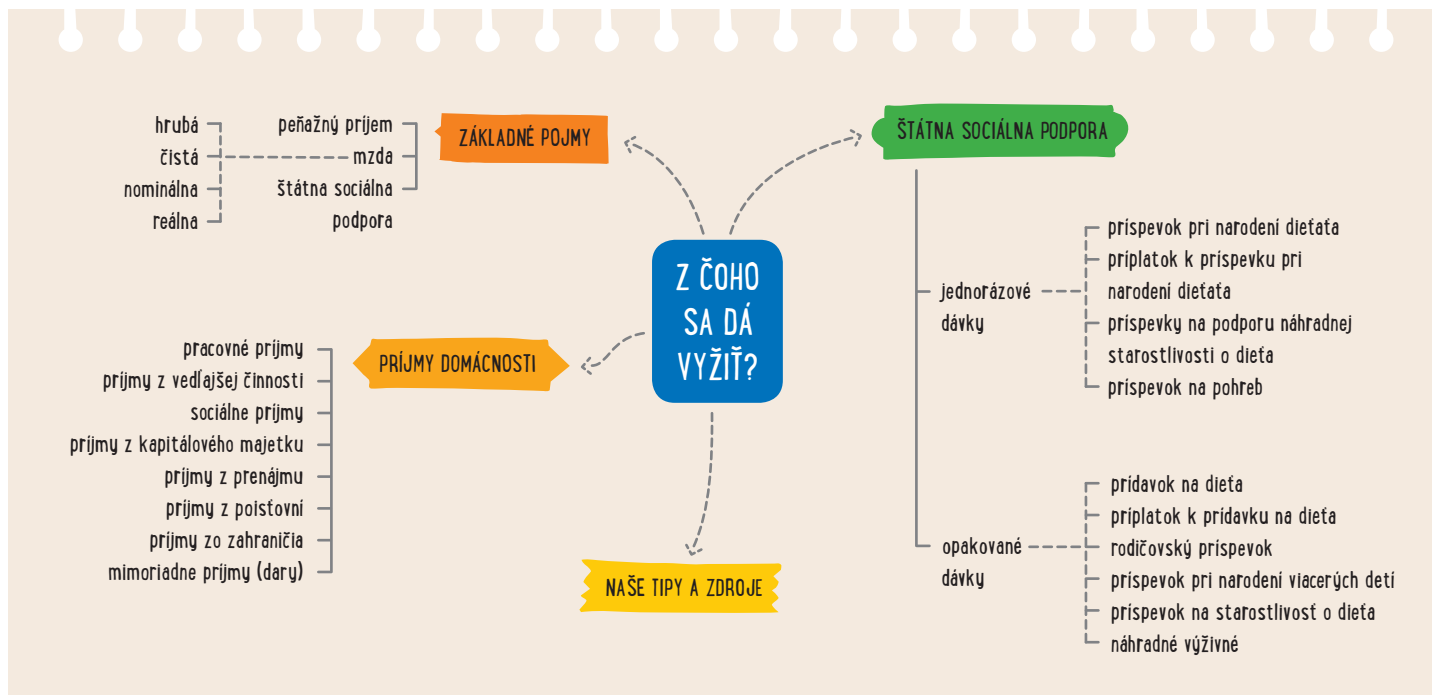 Z ČOHO
SA DÁ
VYŽIŤ?
ZÁKLADNÉ POJMY
peňažný príjem
mzda
štátna sociálna
podpora
hrubá
čistá
nominálna
reálna
PRÍJMY DOMÁCNOSTI
pracovné príjmy
príjmy z vedľajšej činnosti
sociálne príjmy
príjmy z kapitálového majetku
príjmy z prenájmu
príjmy z poisťovní
príjmy zo zahraničia
mimoriadne príjmy (dary)
NAŠE TIPY A ZDROJE
ŠTÁTNA SOCIÁLNA PODPORA
jednorázové
dávky
príspevok pri narodení dieťaťa
príplatok k príspevku pri
narodení dieťaťa
príspevky na podporu náhradnej
starostlivosti o dieťa
príspevok na pohreb
opakované
dávky
prídavok na dieťa
príplatok k prídavku na dieťa
rodičovský príspevok
príspevok pri narodení viacerých detí
príspevok na starostlivosť o dieťa
náhradné výživné